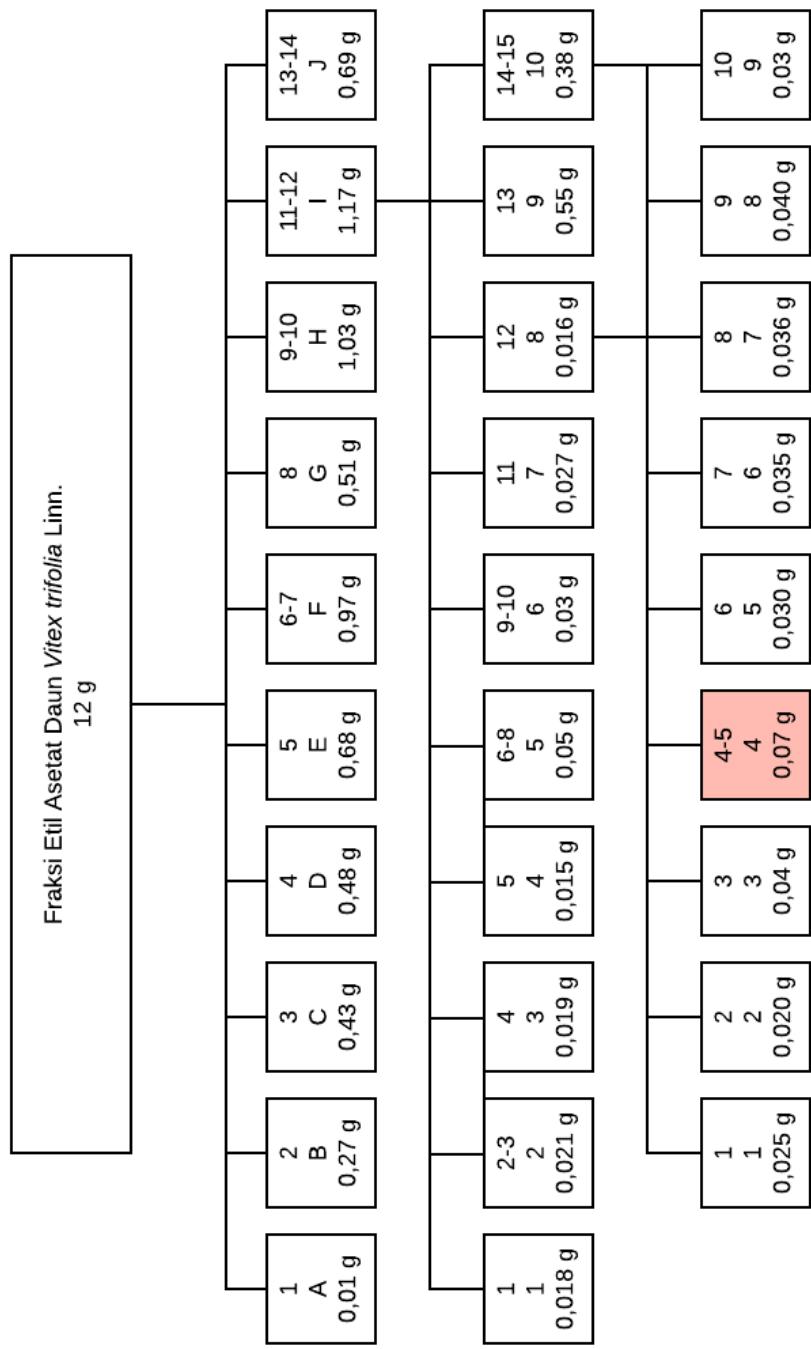 Fraksi Etil Asetat Daun Vitex trifolia Linn.
12 g
1
A
0,01 g
2
B
0,27 g
3
C
0,43 g
4
D
0,48 g
5
E
0,68 g
6-7
F
0,97 g
8
G
0,51 g
9-10
H
1,03 g
11-12
I
1,17 g
13-14
J
0,69 g
1
1
0,018 g
2-3
2
0,021 g
4
3
0,019 g
5
4
0,015 g
6-8
5
0,05 g
9-10
6
0,03 g
11
7
0,027 g
12
8
0,016 g
13
9
0,55 g
14-15
10
0,38 g
1
1
0,025 g
2
2
0,020 g
3
3
0,04 g
4-5
4
0,07 g
6
5
0,030 g
7
6
0,035 g
8
7
0,036 g
9
8
0,040 g
10
9
0,03 g